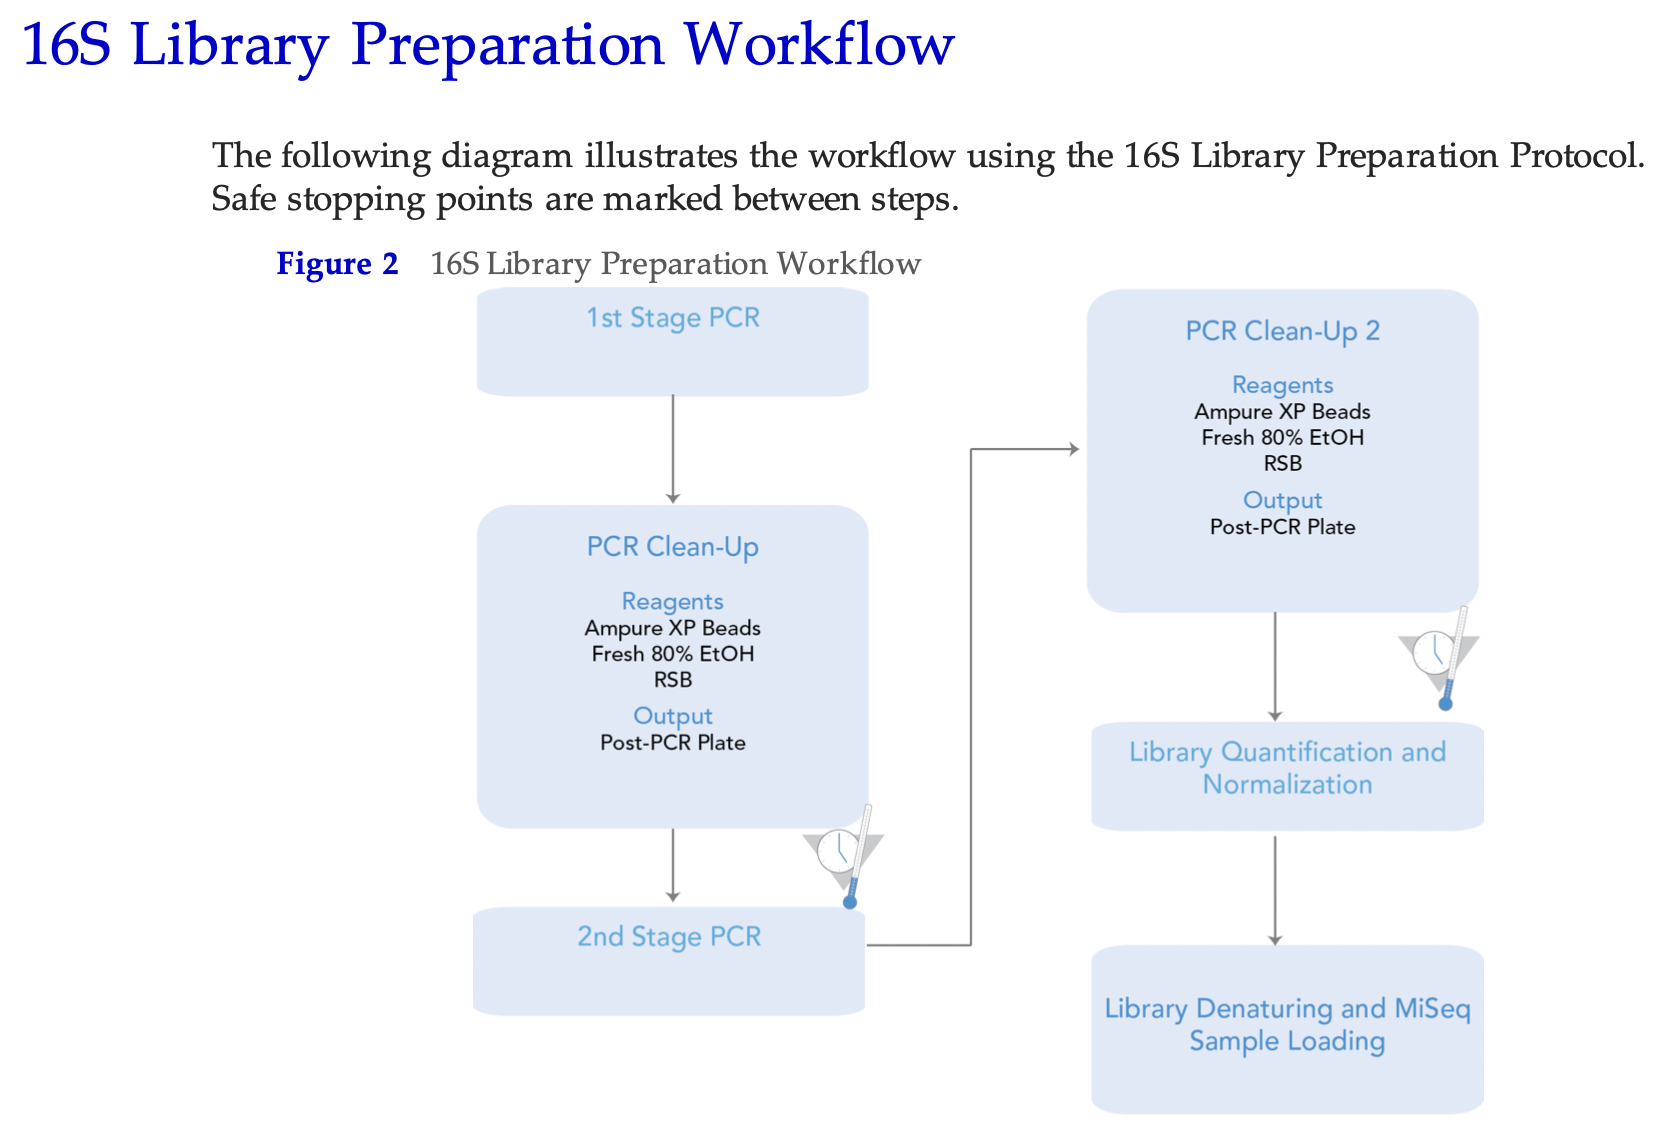 16S Library Preparation Workflow
The following diagram illustrates the workflow using the 16S Library Preparation Protocol.
Safe stopping points are marked between steps.
Figure 2 16S Library Preparation Workflow
1st Stage PCR
PCR Clean-Up
Reagents
Ampure XP Beads
Fresh 80% EtOH
RSB
Output
Post-PCR Plate
2nd Stage PCR
PCR Clean-Up 2
Reagents
Ampure XP Beads
Fresh 80% EtOH
RSB
Output
Post-PCR Plate
Library Quantification and
Normalization
Library Denaturing and MiSeq
Sample Loading